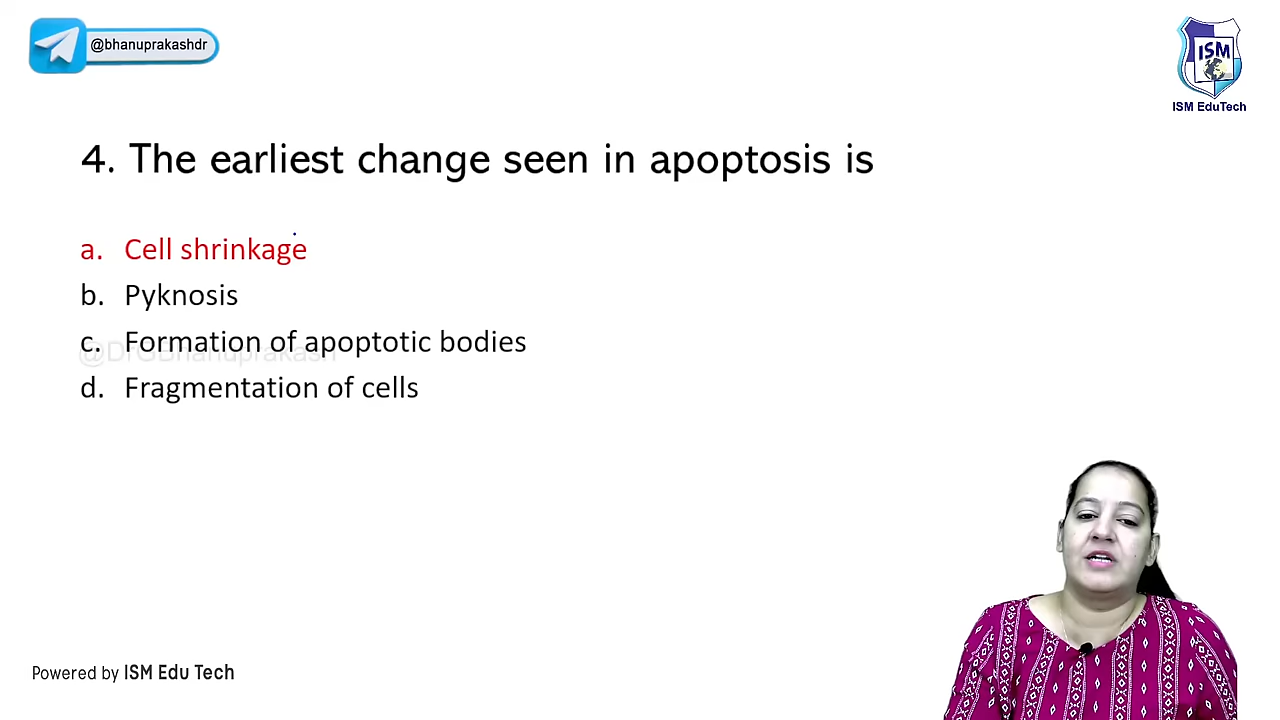 @bhanuprakashdr
ISM
ISM EduTech
4. The earliest change seen in apoptosis is
a. Cell shrinkage
b. Pyknosis
c. Formation of apoptotic bodies
@DrGBhanuprakash
d. Fragmentation of cells
Powered by ISM Edu Tech